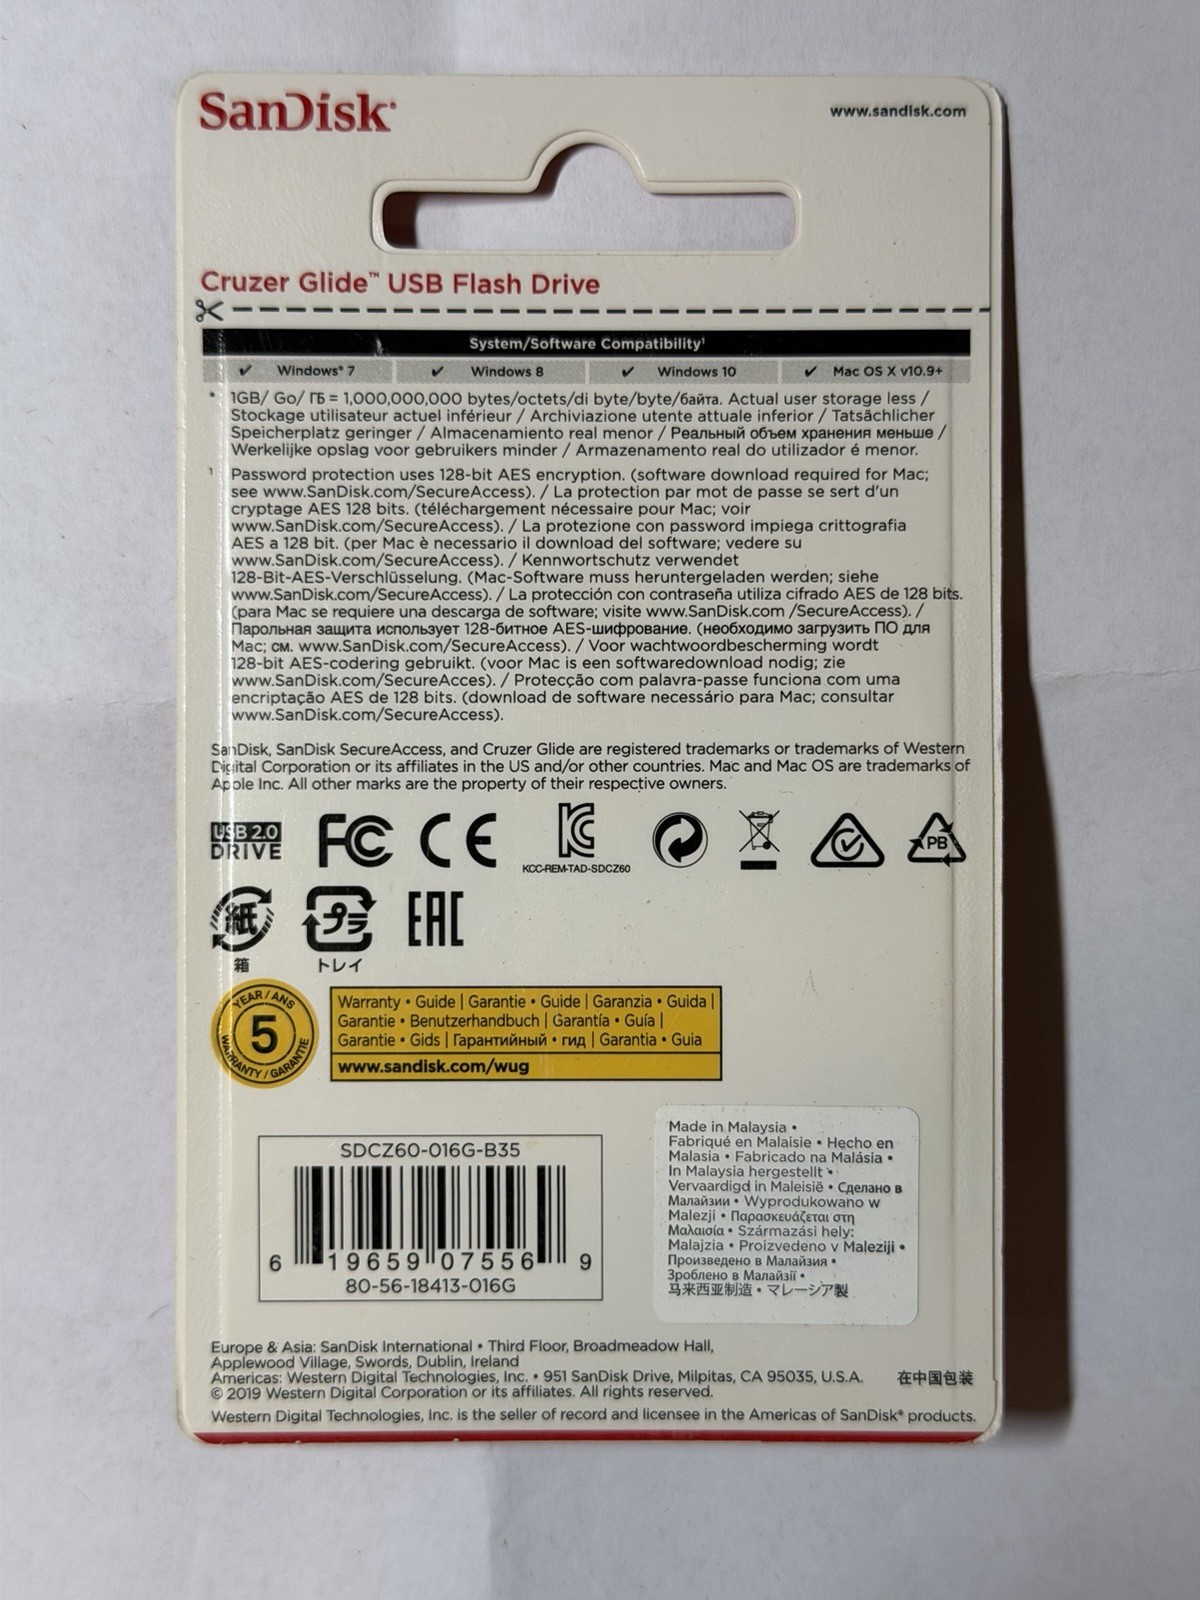 SanDisk®
www.sandisk.com
Cruzer Glide™ USB Flash Drive
System/Software Compatibility¹
✔ Windows® 7 ✔ Windows 8 ✔ Windows 10 ✔ Mac OS X v10.9+
* 1GB/ Go/ ГБ = 1,000,000,000 bytes/octets/di byte/byte/байта. Actual user storage less /
Stockage utilisateur actuel inférieur / Archiviazione utente attuale inferior / Tatsächlicher
Speicherplatz geringer / Almacenamiento real menor / Реальный объем хранения меньше /
Werkelijke opslag voor gebruikers minder / Armazenamento real do utilizador é menor.
¹ Password protection uses 128-bit AES encryption. (software download required for Mac;
see www.SanDisk.com/SecureAccess). / La protection par mot de passe se sert d'un
cryptage AES 128 bits. (téléchargement nécessaire pour Mac; voir
www.SanDisk.com/SecureAccess). / La protezione con password impiega crittografia
AES a 128 bit. (per Mac è necessario il download del software; vedere su
www.SanDisk.com/SecureAccess). / Kennwortschutz verwendet
128-Bit-AES-Verschlüsselung. (Mac-Software muss heruntergeladen werden; siehe
www.SanDisk.com/SecureAccess). / La protección con contraseña utiliza cifrado AES de 128 bits.
(para Mac se requiere una descarga de software; visite www.SanDisk.com /SecureAccess). /
Парольная защита использует 128-битное AES-шифрование. (необходимо загрузить ПО для
Mac; см. www.SanDisk.com/SecureAccess). / Voor wachtwoordbescherming wordt
128-bit AES-codering gebruikt. (voor Mac is een softwaredownload nodig; zie
www.SanDisk.com/SecureAcces). / Protecção com palavra-passe funciona com uma
encriptação AES de 128 bits. (download de software necessário para Mac; consultar
www.SanDisk.com/SecureAccess).
SanDisk, SanDisk SecureAccess, and Cruzer Glide are registered trademarks or trademarks of Western
Digital Corporation or its affiliates in the US and/or other countries. Mac and Mac OS are trademarks of
Apple Inc. All other marks are the property of their respective owners.
USB 2.0
DRIVE
FC CE KC
KCC-REM-TAD-SDCZ60
PB
紙 プラ EAC
箱 トレイ
YEAR / ANS
5
WARRANTY / GARANTIE
Warranty • Guide | Garantie • Guide | Garanzia • Guida |
Garantie • Benutzerhandbuch | Garantía • Guía |
Garantie • Gids | Гарантийный • гид | Garantia • Guia
www.sandisk.com/wug
SDCZ60-016G-B35
6 19659 07556 9
80-56-18413-016G
Made in Malaysia •
Fabriqué en Malaisie • Hecho en
Malasia • Fabricado na Malásia •
In Malaysia hergestellt •
Vervaardigd in Maleisië • Сделано в
Малайзии • Wyprodukowano w
Malezji • Παρασκευάζεται στη
Μαλαισία • Származási hely:
Malajzia • Proizvedeno v Maleziji •
Произведено в Малайзия •
Зроблено в Малайзії •
马来西亚制造 • マレーシア製
Europe & Asia: SanDisk International • Third Floor, Broadmeadow Hall,
Applewood Village, Swords, Dublin, Ireland
Americas: Western Digital Technologies, Inc. • 951 SanDisk Drive, Milpitas, CA 95035, U.S.A.
在中国包装
© 2019 Western Digital Corporation or its affiliates. All rights reserved.
Western Digital Technologies, Inc. is the seller of record and licensee in the Americas of SanDisk® products.